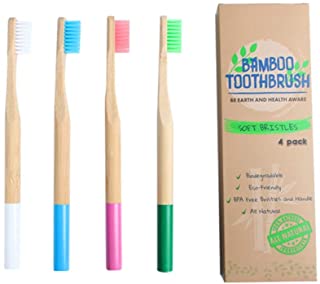 BAMBOO
TOOTHBRUSH
BE EARTH AND HEALTH AWARE
SOFT BRISTLES
4 pack
Biodegradable
Eco-Friendly
BPA Free Bristles and Handle
All Natural
ALL NATURAL